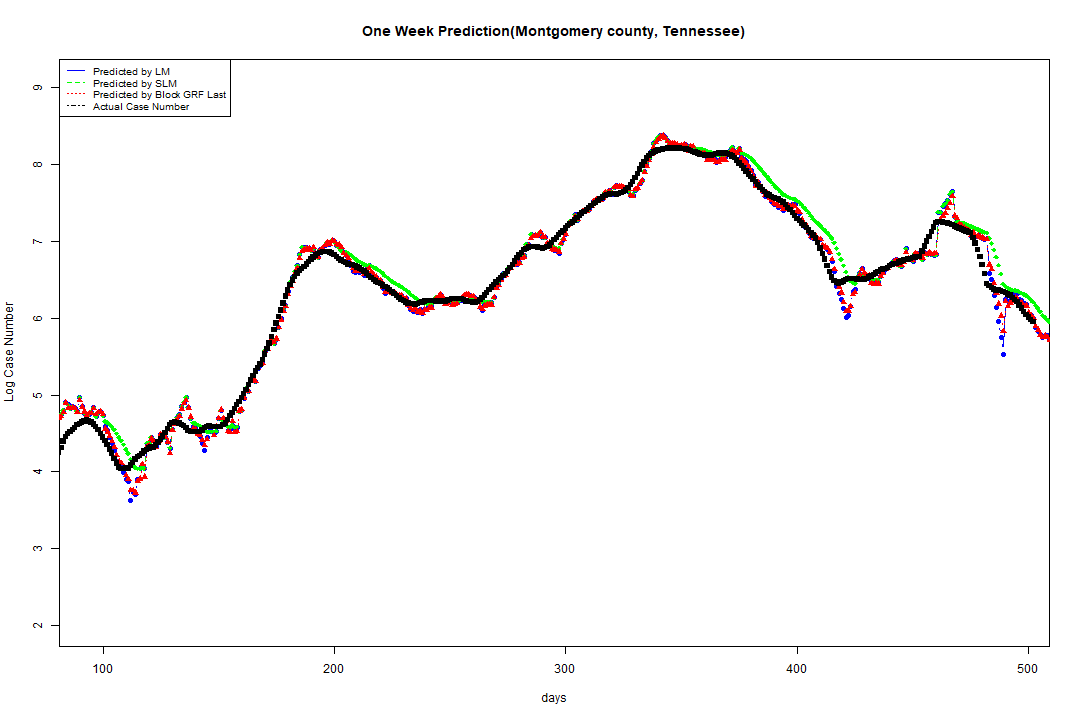 One Week Prediction(Montgomery county, Tennessee)
Predicted by LM
Predicted by SLM
Predicted by Block GRF Last
Actual Case Number
Log Case Number
9
8
7
6
5
4
3
2
100 200 300 400 500
days